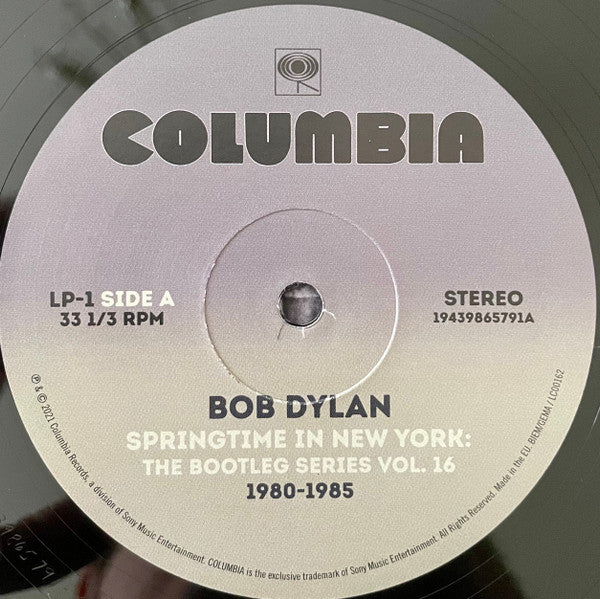 COLUMBIA
LP-1 SIDE A
33 1/3 RPM
STEREO
19439865791A
BOB DYLAN
SPRINGTIME IN NEW YORK:
THE BOOTLEG SERIES VOL. 16
1980-1985
℗ & © 2021 Columbia Records, a division of Sony Music Entertainment. COLUMBIA is the exclusive trademark of Sony Music Entertainment. All Rights Reserved. Made in the EU. BIEM/GEMA / LC00162